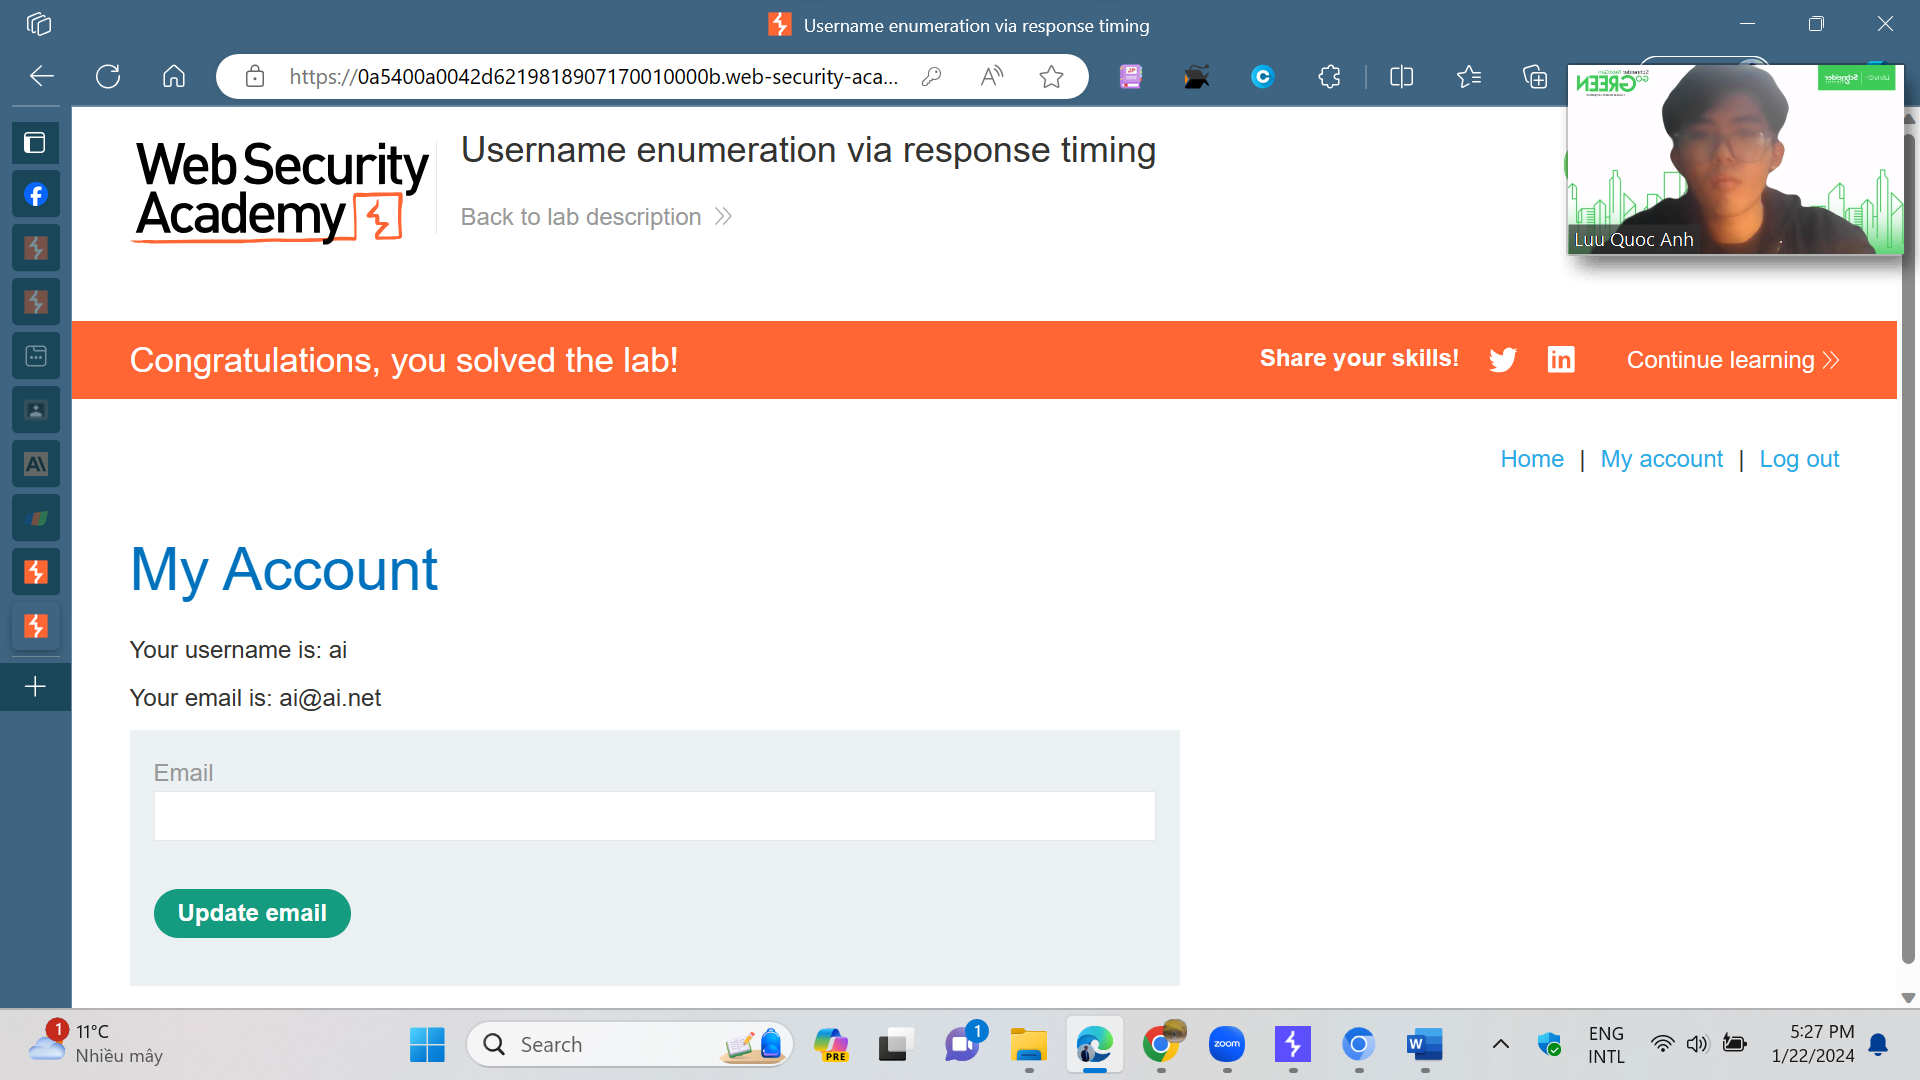 Username enumeration via response timing
https://0a5400a0042d6219818907170010000b.web-security-aca...
Web Security
Academy
Username enumeration via response timing
Back to lab description
GREEN
Schneider
Luu Quoc Anh
Congratulations, you solved the lab!
Share your skills!
Continue learning
Home | My account | Log out
My Account
Your username is: ai
Your email is: ai@ai.net
Email
Update email
1
11°C
Nhiều mây
Search
PRE
1
zoom
W
ENG
INTL
5:27 PM
1/22/2024